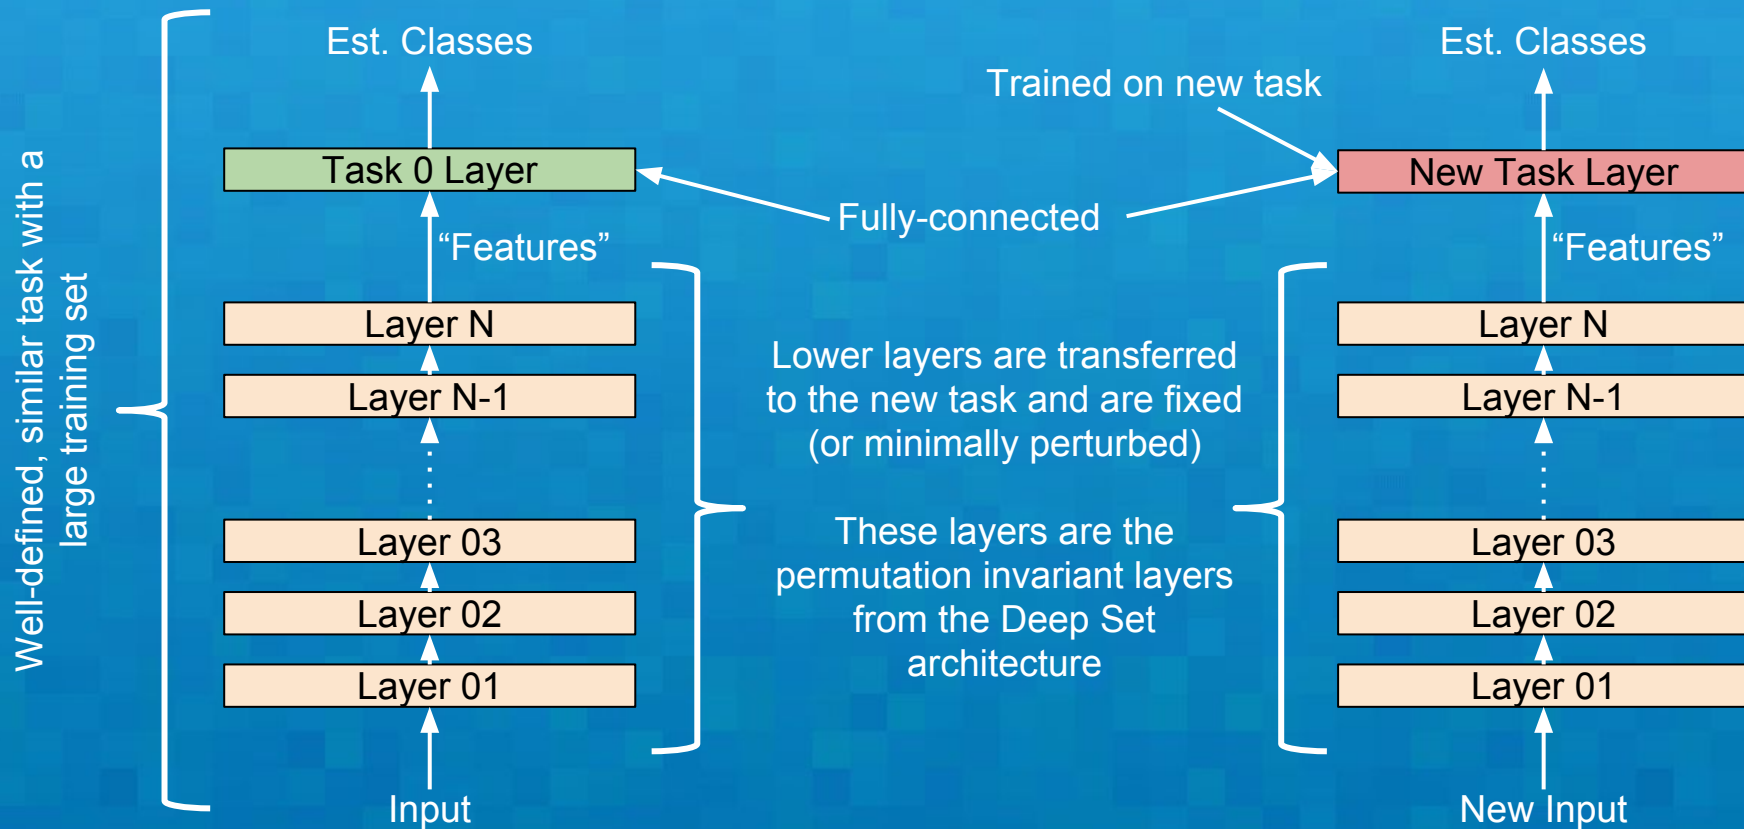 Well-defined, similar task with a
large training set
Est. Classes
Task 0 Layer
“Features”
Layer N
Layer N-1
Layer 03
Layer 02
Layer 01
Input
Trained on new task
Fully-connected
Lower layers are transferred
to the new task and are fixed
(or minimally perturbed)
These layers are the
permutation invariant layers
from the Deep Set
architecture
Est. Classes
New Task Layer
“Features”
Layer N
Layer N-1
Layer 03
Layer 02
Layer 01
New Input